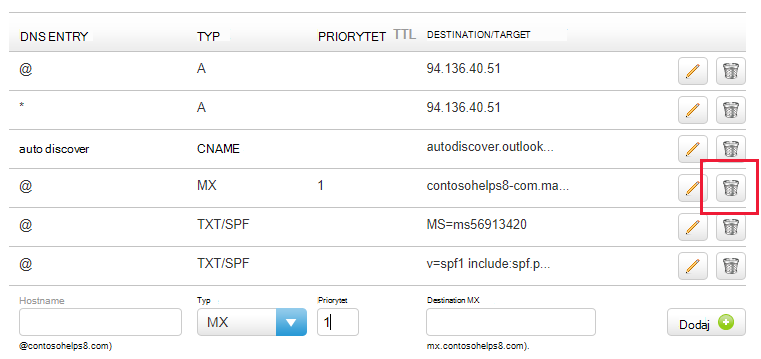 DNS ENTRY TYP PRIORYTET TTL DESTINATION/TARGET
@ A 94.136.40.51
* A 94.136.40.51
auto discover CNAME autodiscover.outlook...
@ MX 1 contosohelps8-com.ma...
@ TXT/SPF MS=ms56913420
@ TXT/SPF v=spf1 include:spf.p...
Hostname Typ Priorytet Destination MX
MX 1 Dodaj
@contosohelps8.com) mx.contosohelps8.com).